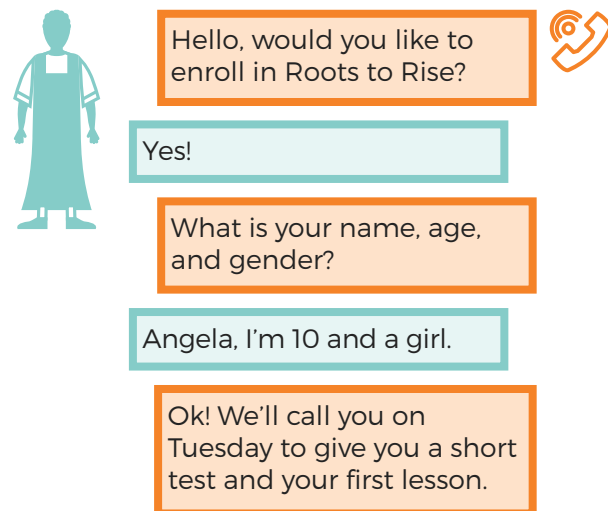 Hello, would you like to
enroll in Roots to Rise?
Yes!
What is your name, age,
and gender?
Angela, I'm 10 and a girl.
Ok! We'll call you on
Tuesday to give you a short
test and your first lesson.